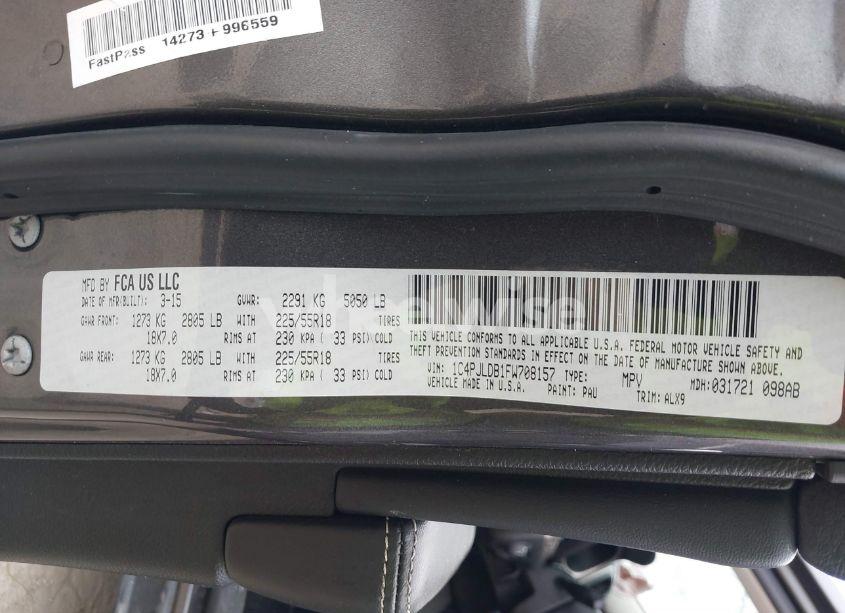 FastPass 14273 F 996559
MFD BY FCA US LLC
DATE OF MFR(BUILT): 3-15 GVWR: 2291 KG 5050 LB
GAWR FRONT: 1273 KG 2805 LB WITH 225/55R18 TIRES
18X7.0 RIMS AT 230 KPA ( 33 PSI) COLD
GAWR REAR: 1273 KG 2805 LB WITH 225/55R18 TIRES
18X7.0 RIMS AT 230 KPA ( 33 PSI) COLD
THIS VEHICLE CONFORMS TO ALL APPLICABLE U.S.A. FEDERAL MOTOR VEHICLE SAFETY AND
THEFT PREVENTION STANDARDS IN EFFECT ON THE DATE OF MANUFACTURE SHOWN ABOVE.
VIN: 1C4PJLDB1FW708157 TYPE: MPV MDH: 031721 098AB
VEHICLE MADE IN U.S.A. PAINT: PAU TRIM: ALX9